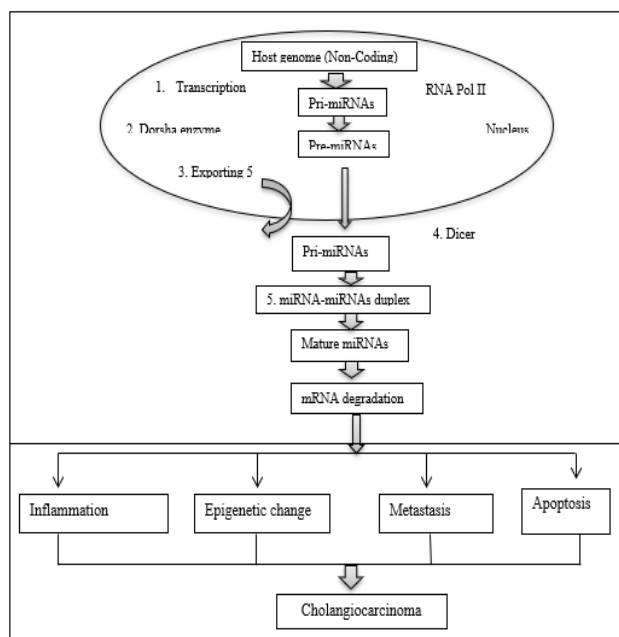 Host genome (Non-Coding)
1. Transcription
RNA Pol II
Pri-miRNAs
2. Dorsha enzyme
Nucleus
Pre-miRNAs
3. Exporting 5
4. Dicer
Pri-miRNAs
5. miRNA-miRNAs duplex
Mature miRNAs
mRNA degradation
Inflammation
Epigenetic change
Metastasis
Apoptosis
Cholangiocarcinoma